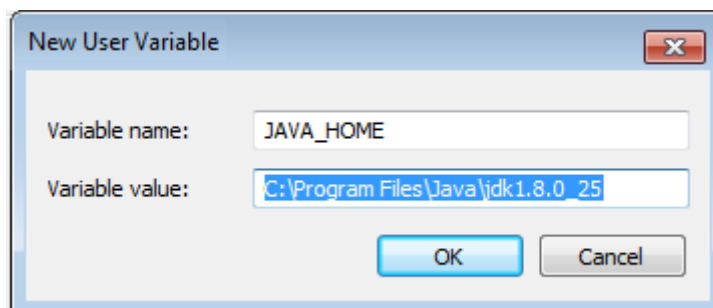 New User Variable
Variable name: JAVA_HOME
Variable value: C:\Program Files\Java\jdk1.8.0_25
OK Cancel